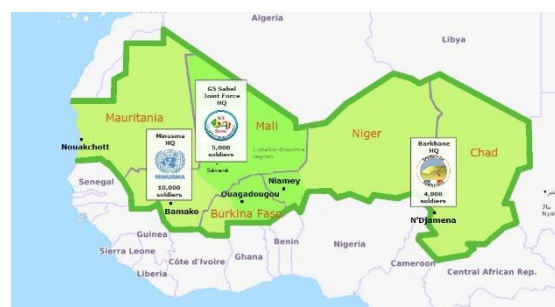 Algeria
Libya
G5 Sahel
Joint Force
HQ
5,000
soldiers
Mauritania
Mali
Minusma
HQ
MINUSMA
10,000
soldiers
Niger
Barkhane
HQ
4,000
soldiers
Chad
Liptako-Gourma
region
Nouakchott
Sévaré
Niamey
Senegal
Ouagadougou
Bamako
Burkina Faso
N'Djamena
Guinea
Benin
Nigeria
Sierra Leone
Côte d'Ivoire
Ghana
Cameroon
Central African Rep.
Liberia